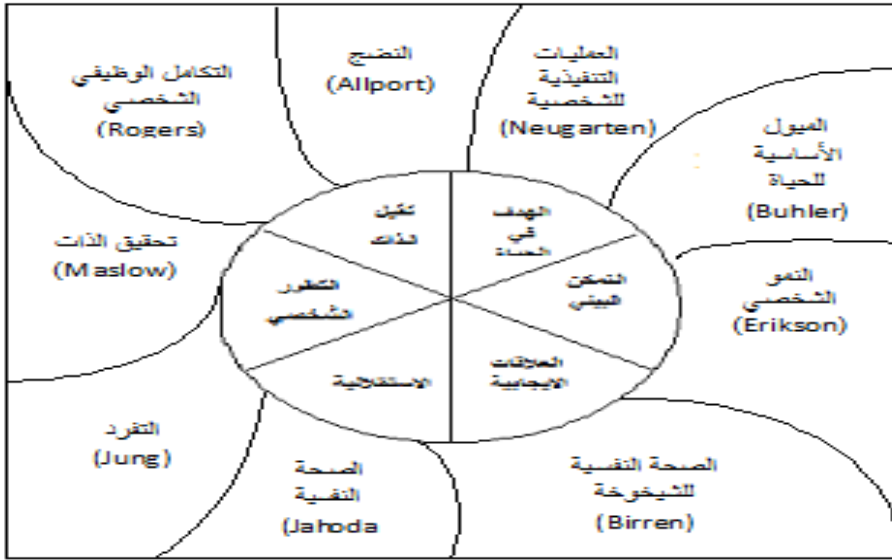 التكامل الوظيفي
الشخصي
(Rogers)
النضج
(Allport)
العمليات
التنفيذية
للشخصية
(Neugarten)
الميول
الأساسية
للحياة
(Buhler)
تحقيق الذات
(Maslow)
تقبل
الذات
الهدف
في
الحياة
التطور
الشخصي
التمكن
البيئي
النمو
الشخصي
(Erikson)
الاستقلالية
العلاقات
الايجابية
التفرد
(Jung)
الصحة
النفسية
(Jahoda
الصحة النفسية
للشيخوخة
(Birren)